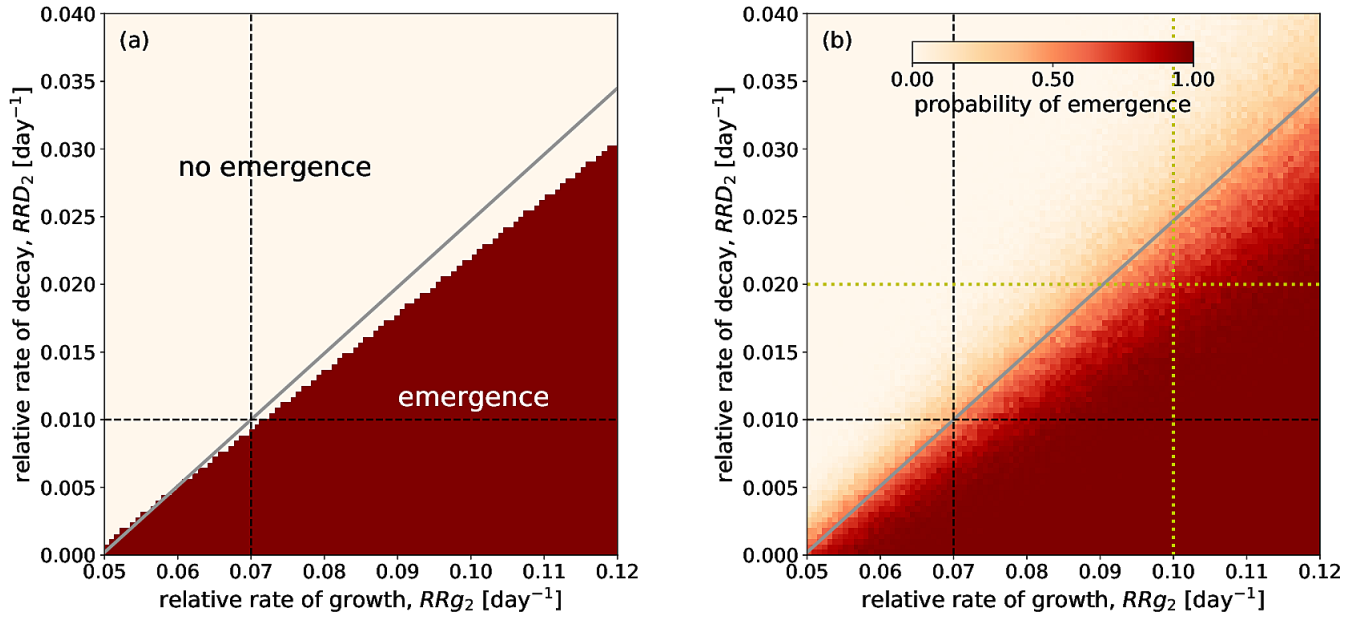 (a)
no emergence
emergence
0.040
0.035
0.030
0.025
0.020
0.015
0.010
0.005
0.000
relative rate of decay, RRD₂ [day⁻¹]
0.05 0.06 0.07 0.08 0.09 0.10 0.11 0.12
relative rate of growth, RRg₂ [day⁻¹]
(b)
0.00 0.50 1.00
probability of emergence
0.040
0.035
0.030
0.025
0.020
0.015
0.010
0.005
0.000
relative rate of decay, RRD₂ [day⁻¹]
0.05 0.06 0.07 0.08 0.09 0.10 0.11 0.12
relative rate of growth, RRg₂ [day⁻¹]